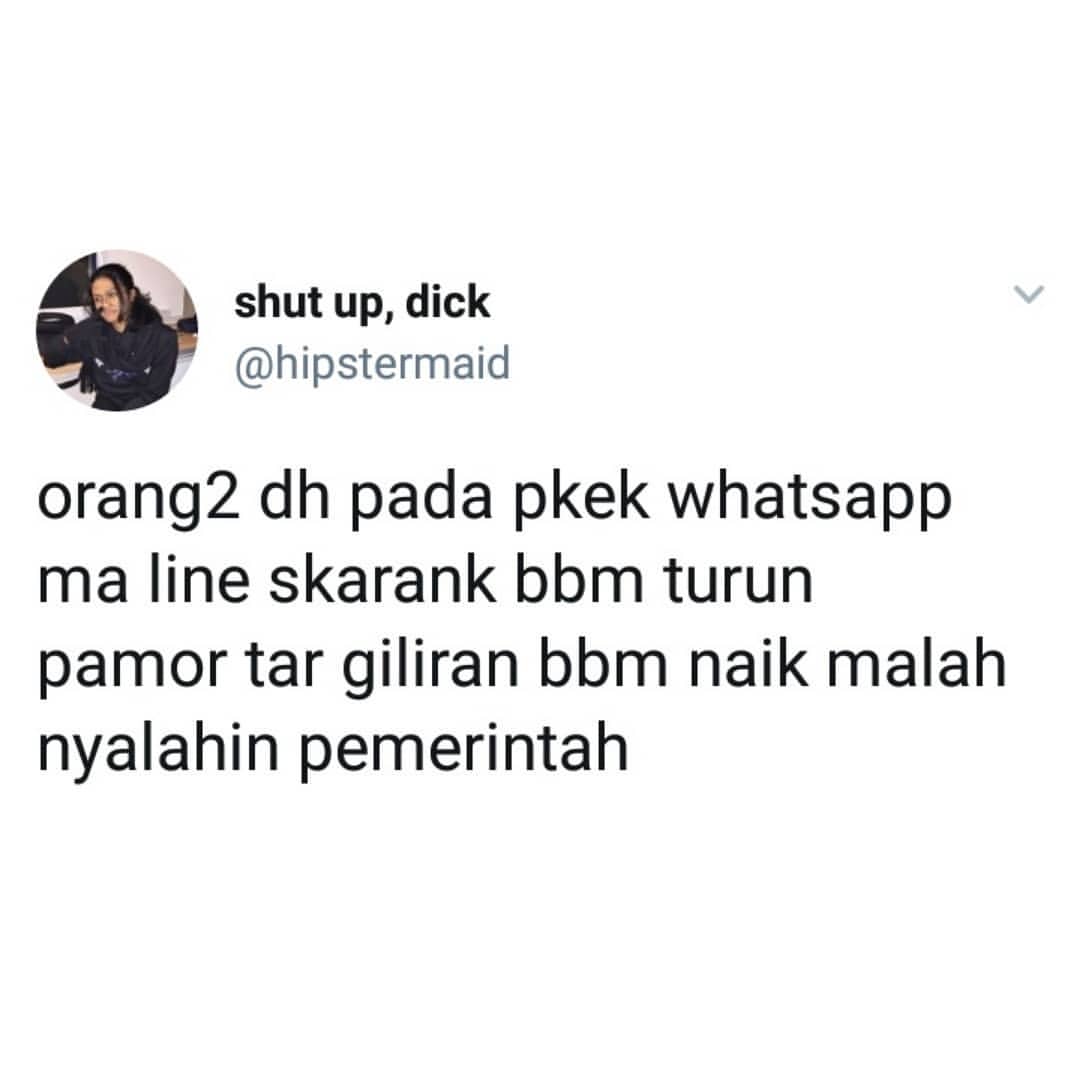 shut up, dick
@hipstermaid
orang2 dh pada pkek whatsapp
ma line skarank bbm turun
pamor tar giliran bbm naik malah
nyalahin pemerintah